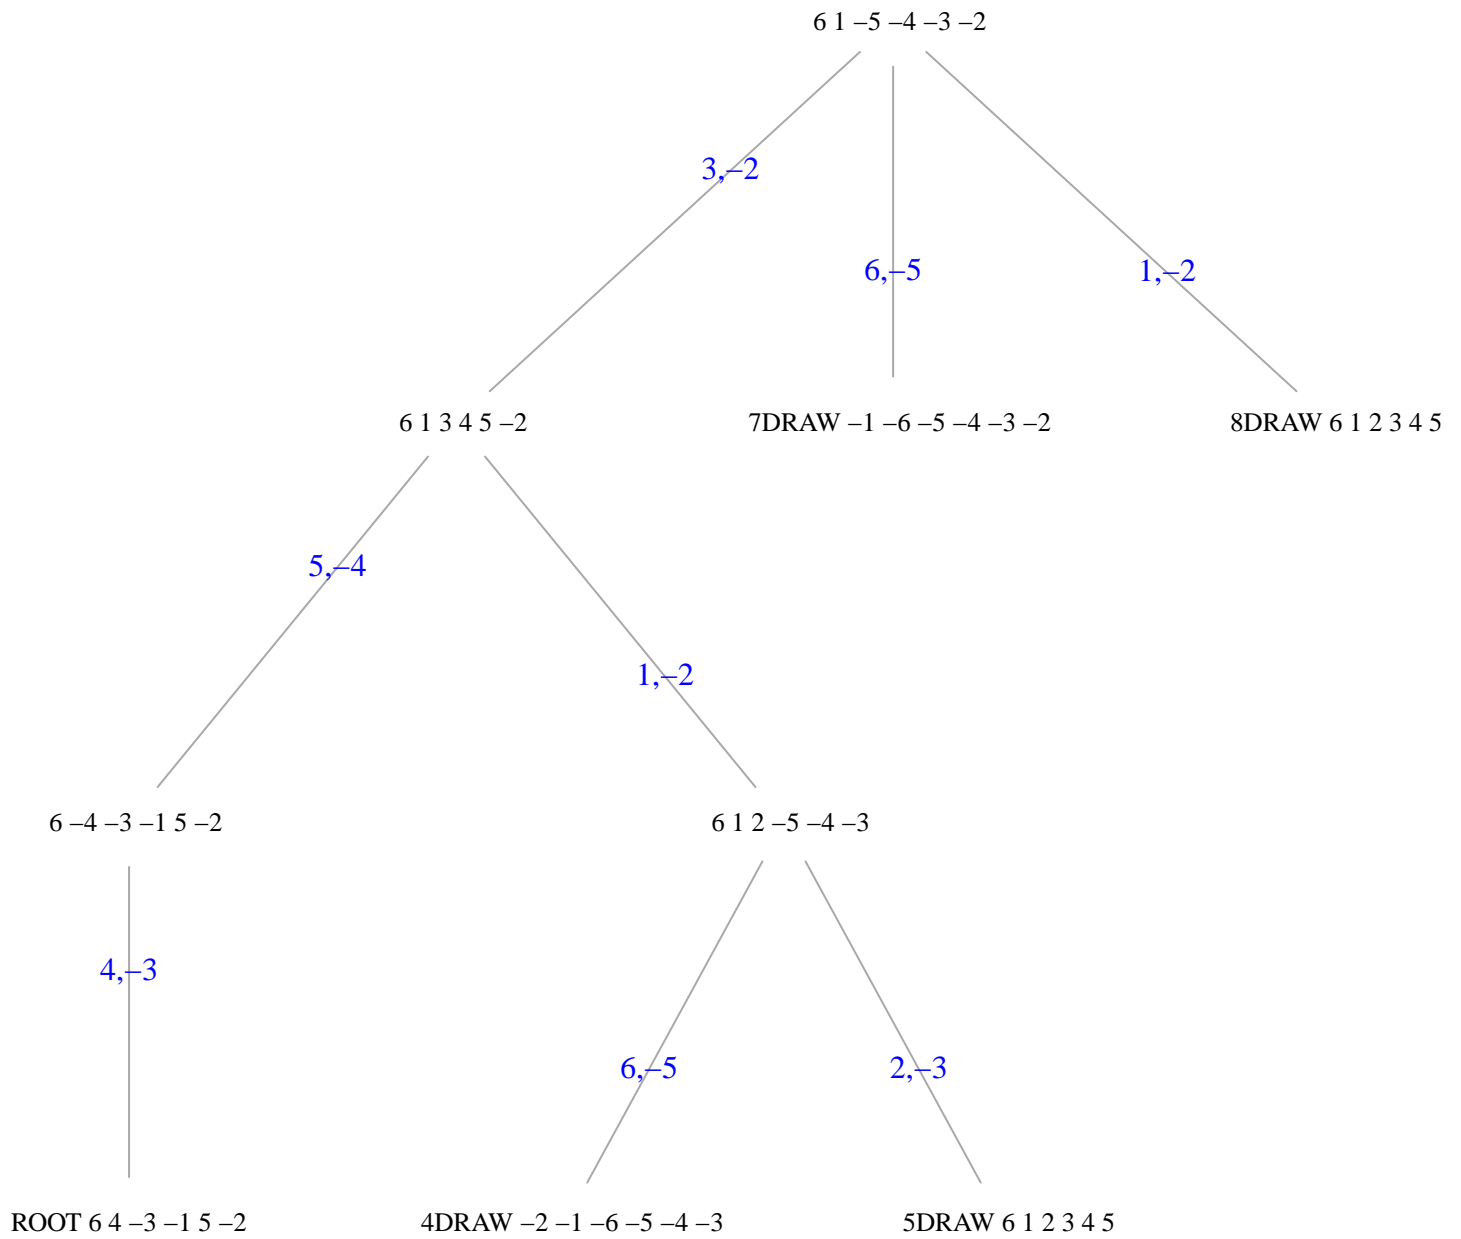 6 1 –5 –4 –3 –2
3,–2
6,–5
1,–2
6 1 3 4 5 –2
7DRAW –1 –6 –5 –4 –3 –2
8DRAW 6 1 2 3 4 5
5,–4
1,–2
6 –4 –3 –1 5 –2
6 1 2 –5 –4 –3
4,–3
6,–5
2,–3
ROOT 6 4 –3 –1 5 –2
4DRAW –2 –1 –6 –5 –4 –3
5DRAW 6 1 2 3 4 5